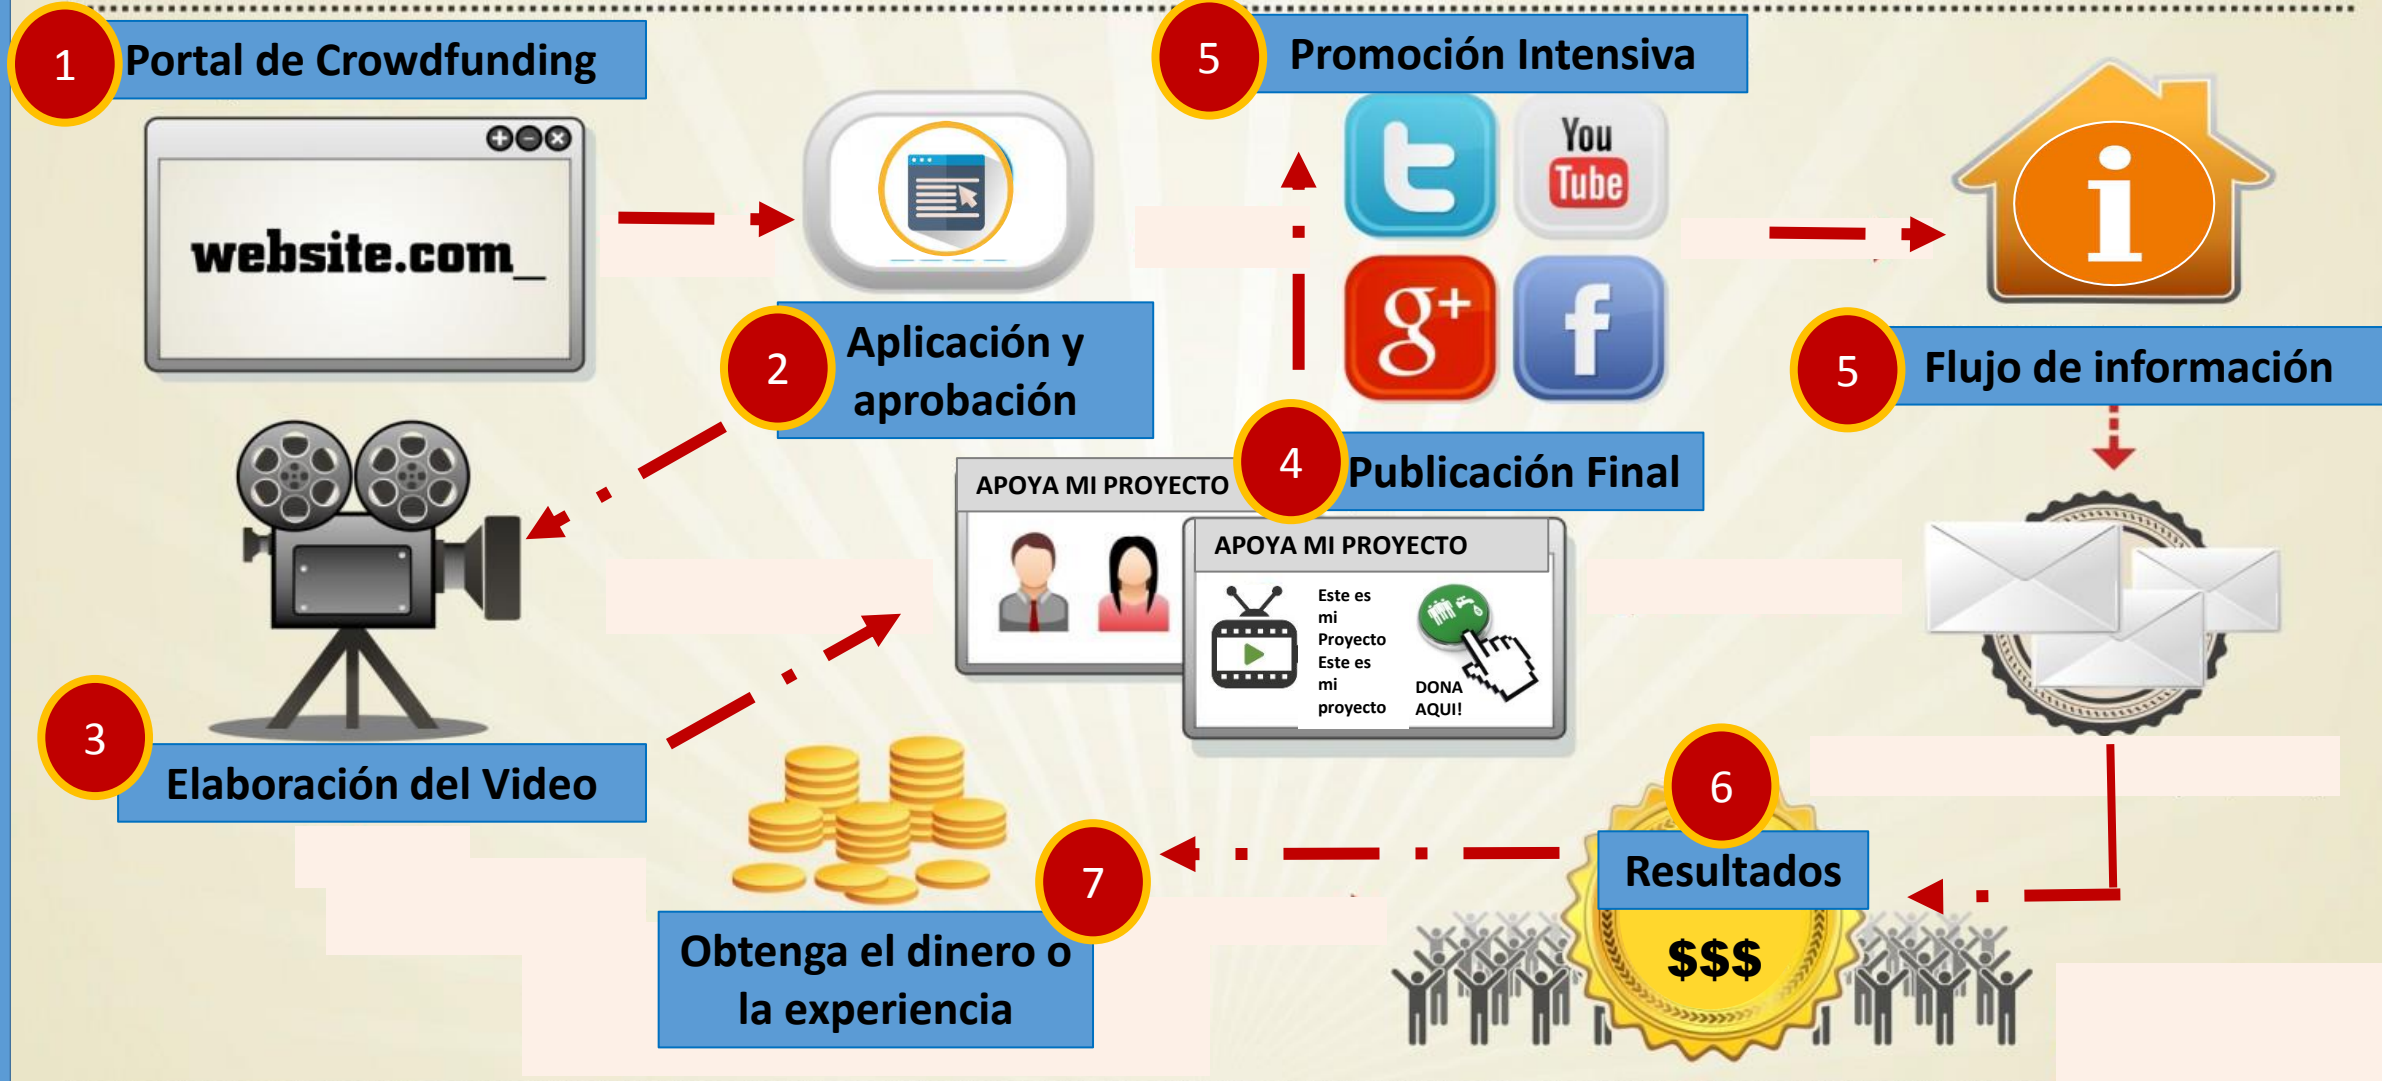 1
Portal de Crowdfunding
website.com_
2
Aplicación y
aprobación
3
Elaboración del Video
4
Publicación Final
APOYA MI PROYECTO
APOYA MI PROYECTO
Este es
mi
Proyecto
Este es
mi
proyecto
DONA
AQUI!
5
Promoción Intensiva
You
Tube
g+
f
5
Flujo de información
i
6
Resultados
$$$
7
Obtenga el dinero o
la experiencia